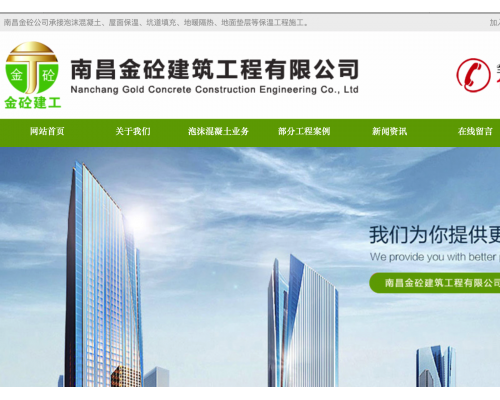 南昌金砼公司承接泡沫混凝土、屋面保温、坑道填充、地暖隔热、地面垫层等保温工程施工。 加入
金 砼
金砼建工
南昌金砼建筑工程有限公司
Nanchang Gold Concrete Construction Engineering Co., Ltd
网站首页 关于我们 泡沫混凝土业务 部分工程案例 新闻资讯 在线留言
我们为你提供更
We provide you with better
南昌金砼建筑工程有限公司